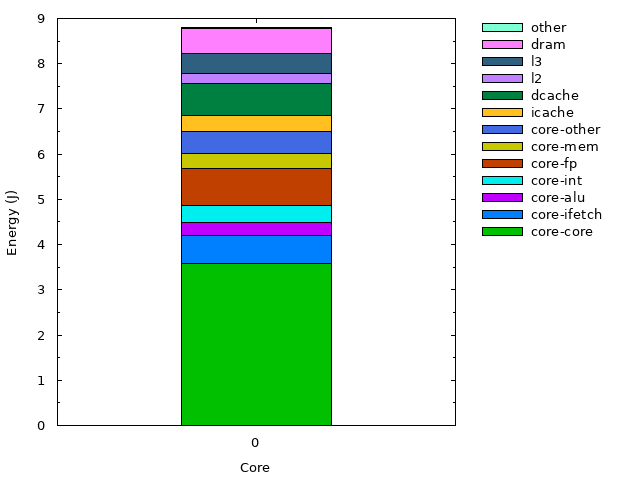 9
8
7
6
5
4
3
2
1
0
Energy (J)
0
Core
other
dram
l3
l2
dcache
icache
core-other
core-mem
core-fp
core-int
core-alu
core-ifetch
core-core